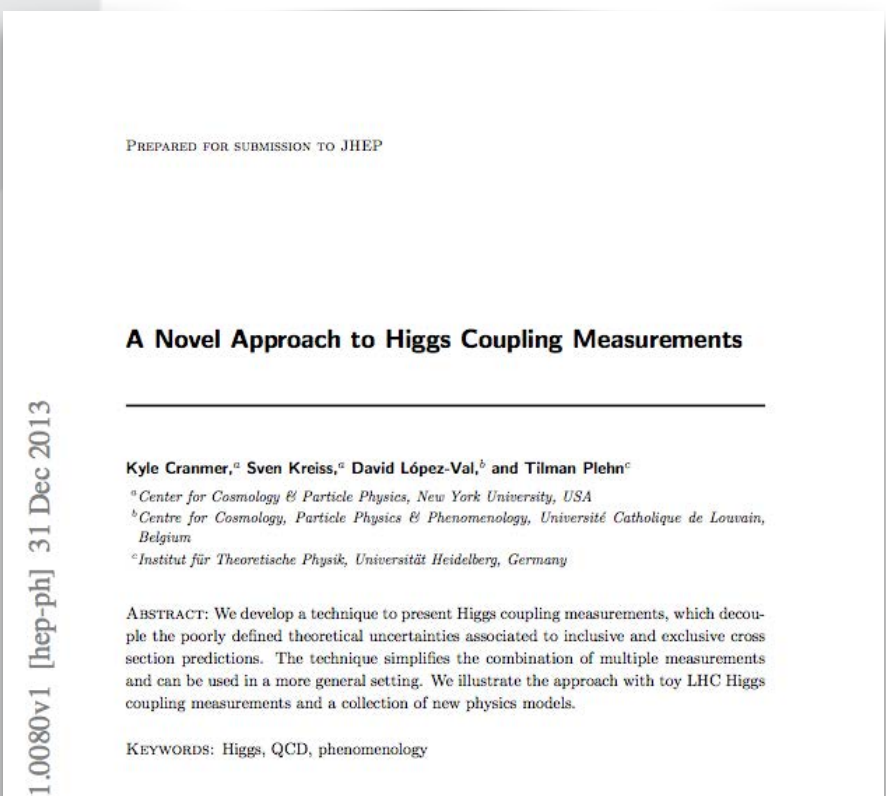 PREPARED FOR SUBMISSION TO JHEP
A Novel Approach to Higgs Coupling Measurements
Kyle Cranmer,ᵃ Sven Kreiss,ᵃ David López-Val,ᵇ and Tilman Plehnᶜ
ᵃCenter for Cosmology & Particle Physics, New York University, USA
ᵇCentre for Cosmology, Particle Physics & Phenomenology, Université Catholique de Louvain,
Belgium
ᶜInstitut für Theoretische Physik, Universität Heidelberg, Germany
ABSTRACT: We develop a technique to present Higgs coupling measurements, which decou-
ple the poorly defined theoretical uncertainties associated to inclusive and exclusive cross
section predictions. The technique simplifies the combination of multiple measurements
and can be used in a more general setting. We illustrate the approach with toy LHC Higgs
coupling measurements and a collection of new physics models.
KEYWORDS: Higgs, QCD, phenomenology
1.0080v1 [hep-ph] 31 Dec 2013